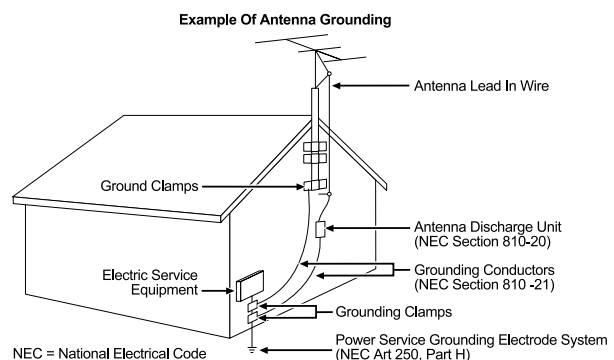 Example Of Antenna Grounding
Antenna Lead In Wire
Ground Clamps
Antenna Discharge Unit
(NEC Section 810-20)
Electric Service
Equipment
Grounding Conductors
(NEC Section 810 -21)
Grounding Clamps
Power Service Grounding Electrode System
(NEC Art 250, Part H)
NEC = National Electrical Code